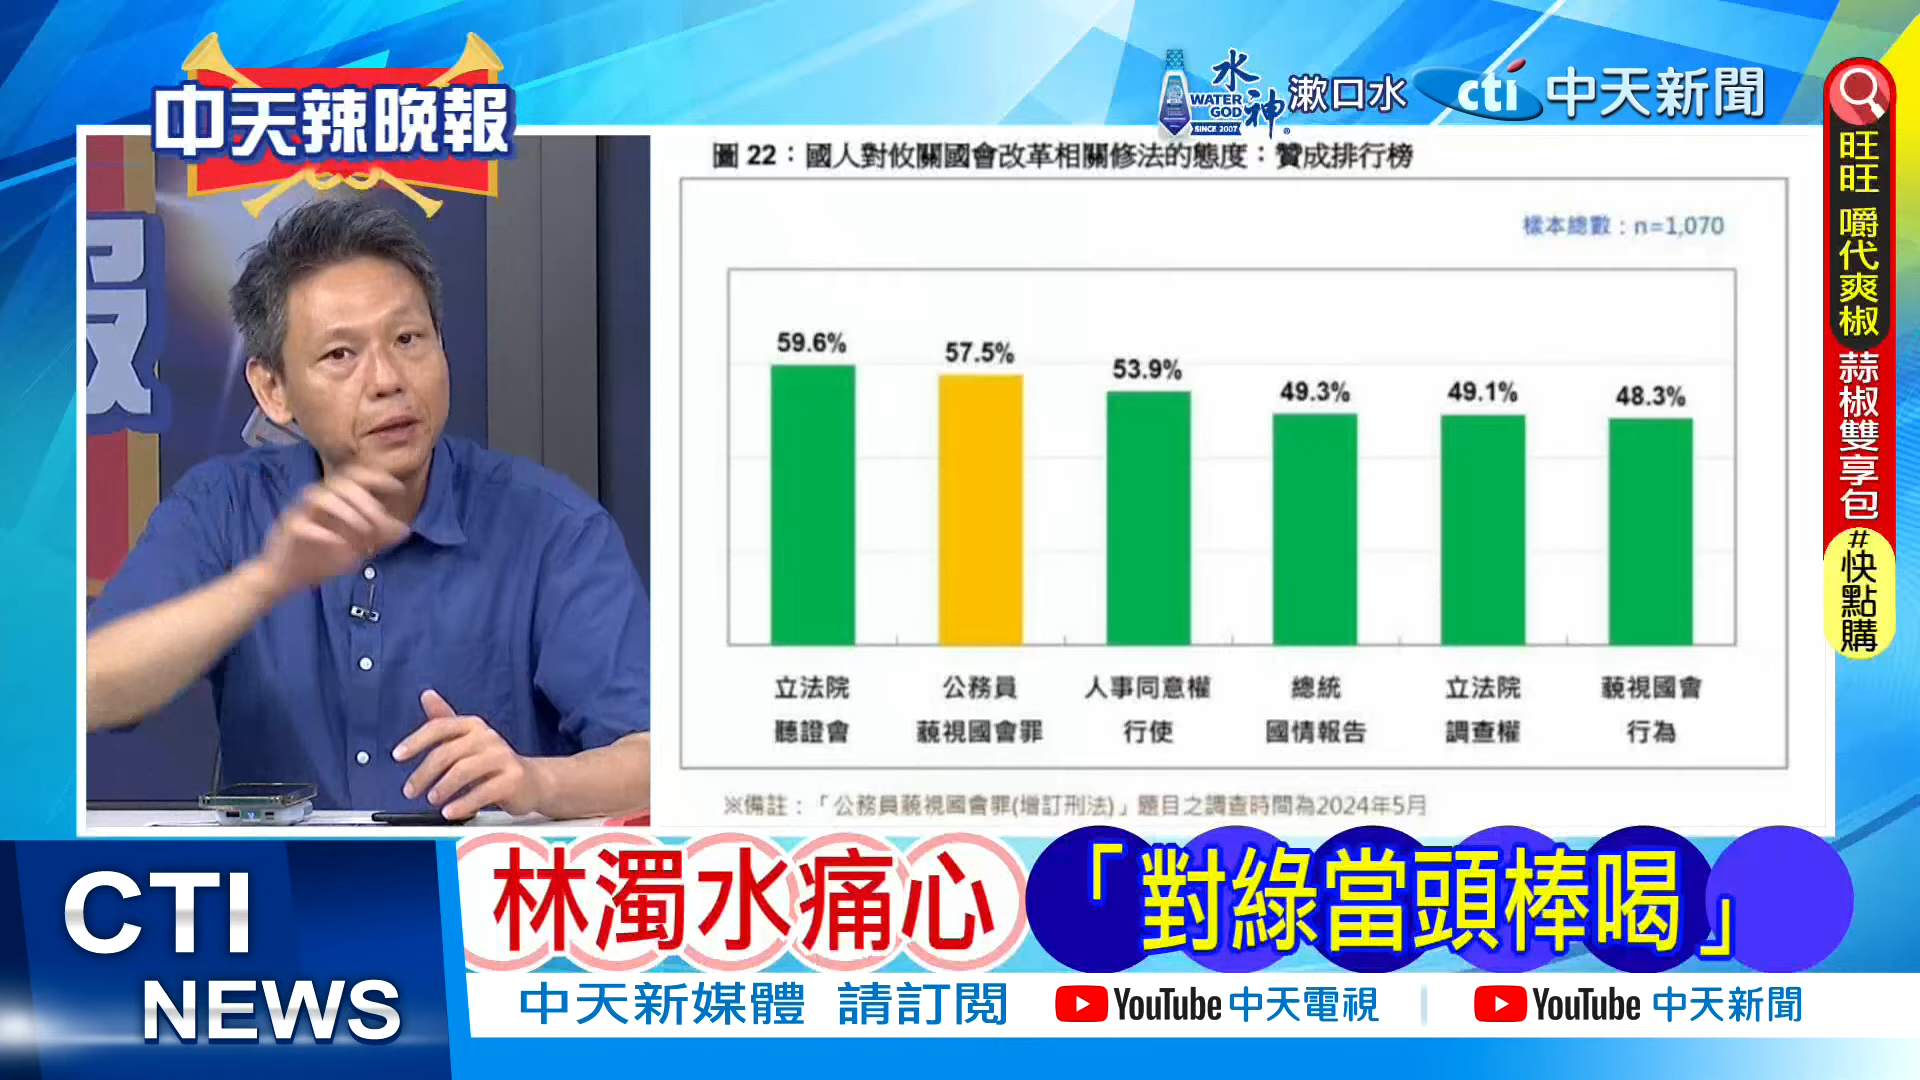 中天辣晚報
水神
WATER GOD
SINCE 2007
漱口水
cti 中天新聞
圖 22：國人對攸關國會改革相關修法的態度：贊成排行榜
樣本總數：n=1,070
59.6%
57.5%
53.9%
49.3%
49.1%
48.3%
立法院
聽證會
公務員
藐視國會罪
人事同意權
行使
總統
國情報告
立法院
調查權
藐視國會
行為
※備註：「公務員藐視國會罪(增訂刑法)」題目之調查時間為2024年5月
旺旺 嚼代爽椒
蒜椒雙享包
#快點購
林濁水痛心「對綠當頭棒喝」
CTI
NEWS
中天新媒體 請訂閱 YouTube 中天電視 | YouTube 中天新聞